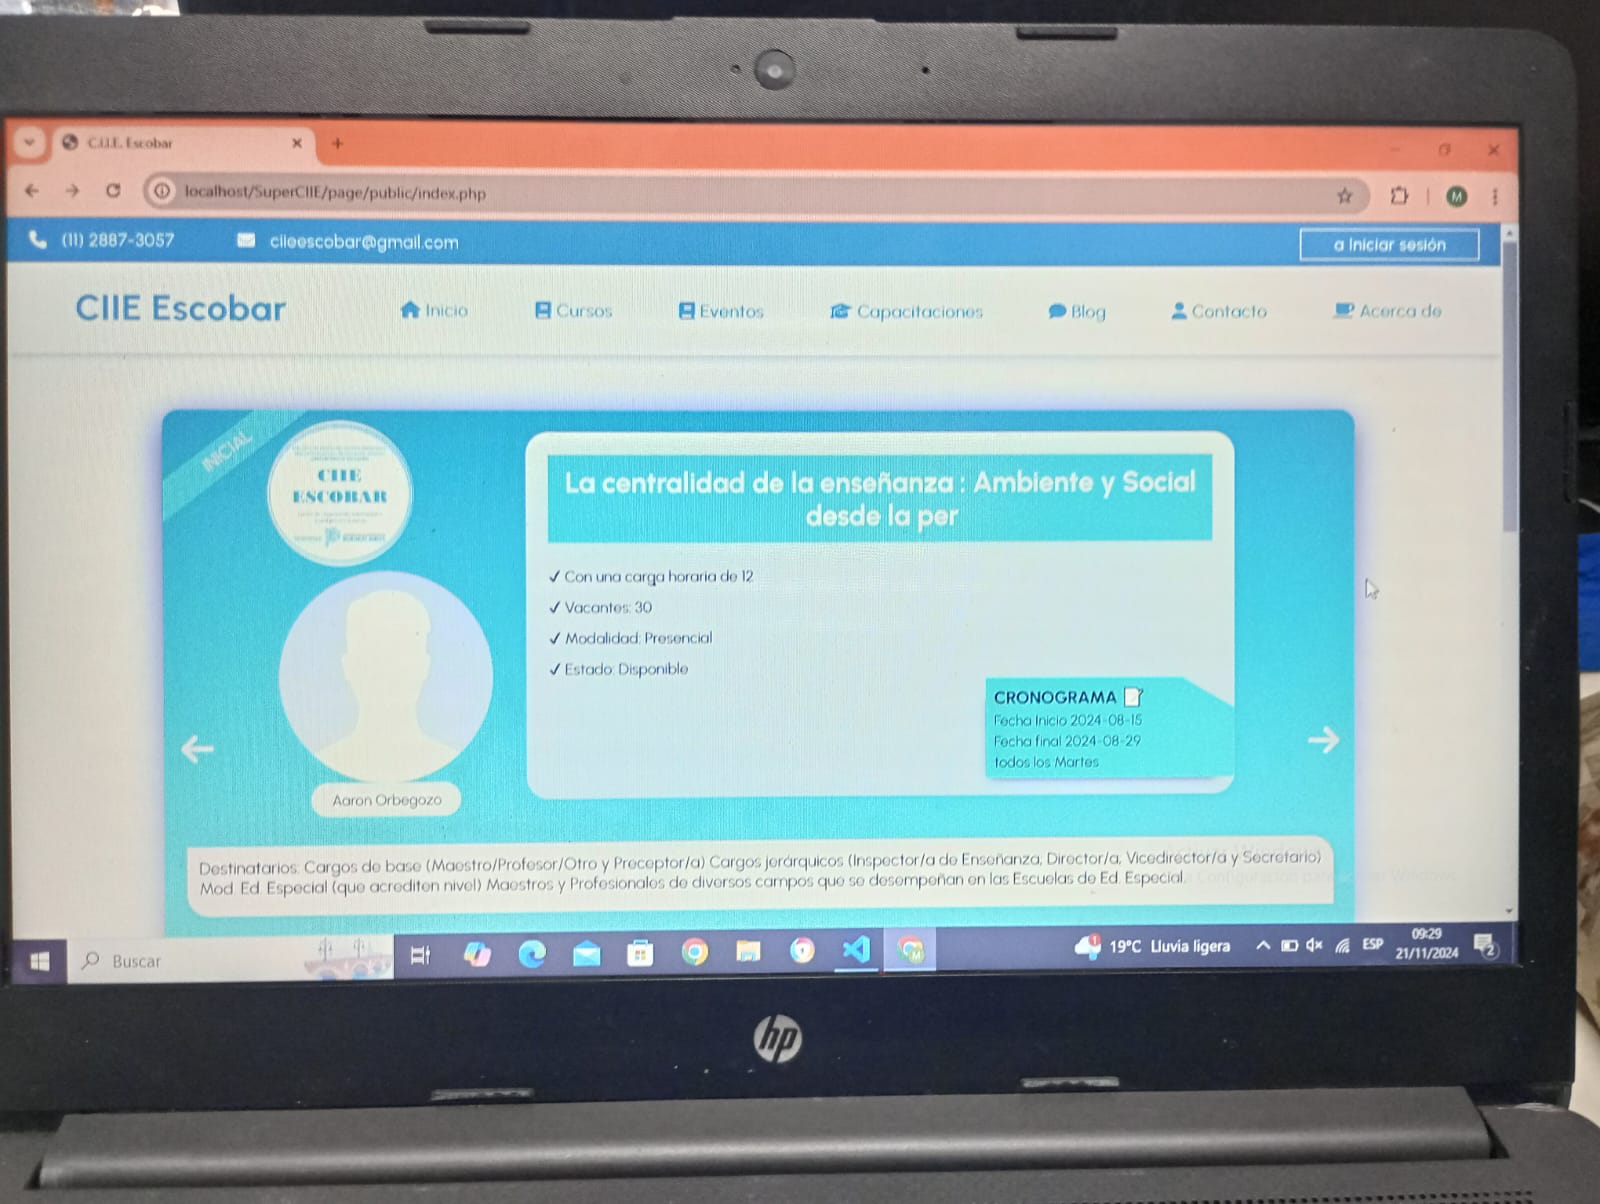 C.I.I.E. Escobar
localhost/SuperCIIE/page/public/index.php
M
(11) 2887-3057
ciieescobar@gmail.com
a Iniciar sesión
CIIE Escobar
Inicio
Cursos
Eventos
Capacitaciones
Blog
Contacto
Acerca de
INICIAL
CIIE
ESCOBAR
La centralidad de la enseñanza : Ambiente y Social
desde la per
✓ Con una carga horaria de 12
✓ Vacantes: 30
✓ Modalidad: Presencial
✓ Estado: Disponible
CRONOGRAMA
Fecha Inicio 2024-08-15
Fecha final 2024-08-29
todos los Martes
Aaron Orbegozo
Destinatarios: Cargos de base (Maestro/Profesor/Otro y Preceptor/a) Cargos jerárquicos (Inspector/a de Enseñanza; Director/a; Vicedirector/a y Secretario)
Mod. Ed. Especial (que acrediten nivel) Maestros y Profesionales de diversos campos que se desempeñan en las Escuelas de Ed. Especial.
Buscar
1
19°C Lluvia ligera
ESP
09:29
21/11/2024
2
hp